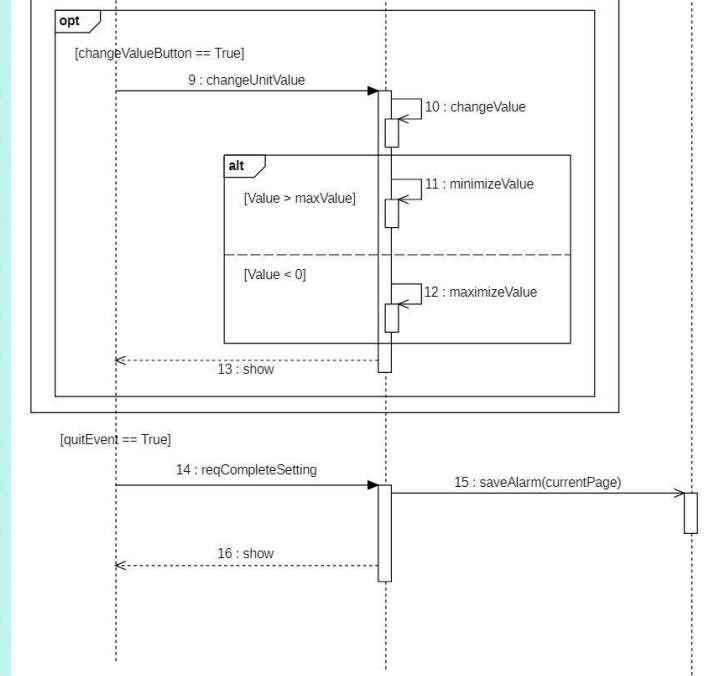 opt
[changeValueButton == True]
9 : changeUnitValue
10 : changeValue
alt
11 : minimizeValue
[Value > maxValue]
[Value < 0]
12 : maximizeValue
13 : show
[quitEvent == True]
14 : reqCompleteSetting
15 : saveAlarm(currentPage)
16 : show